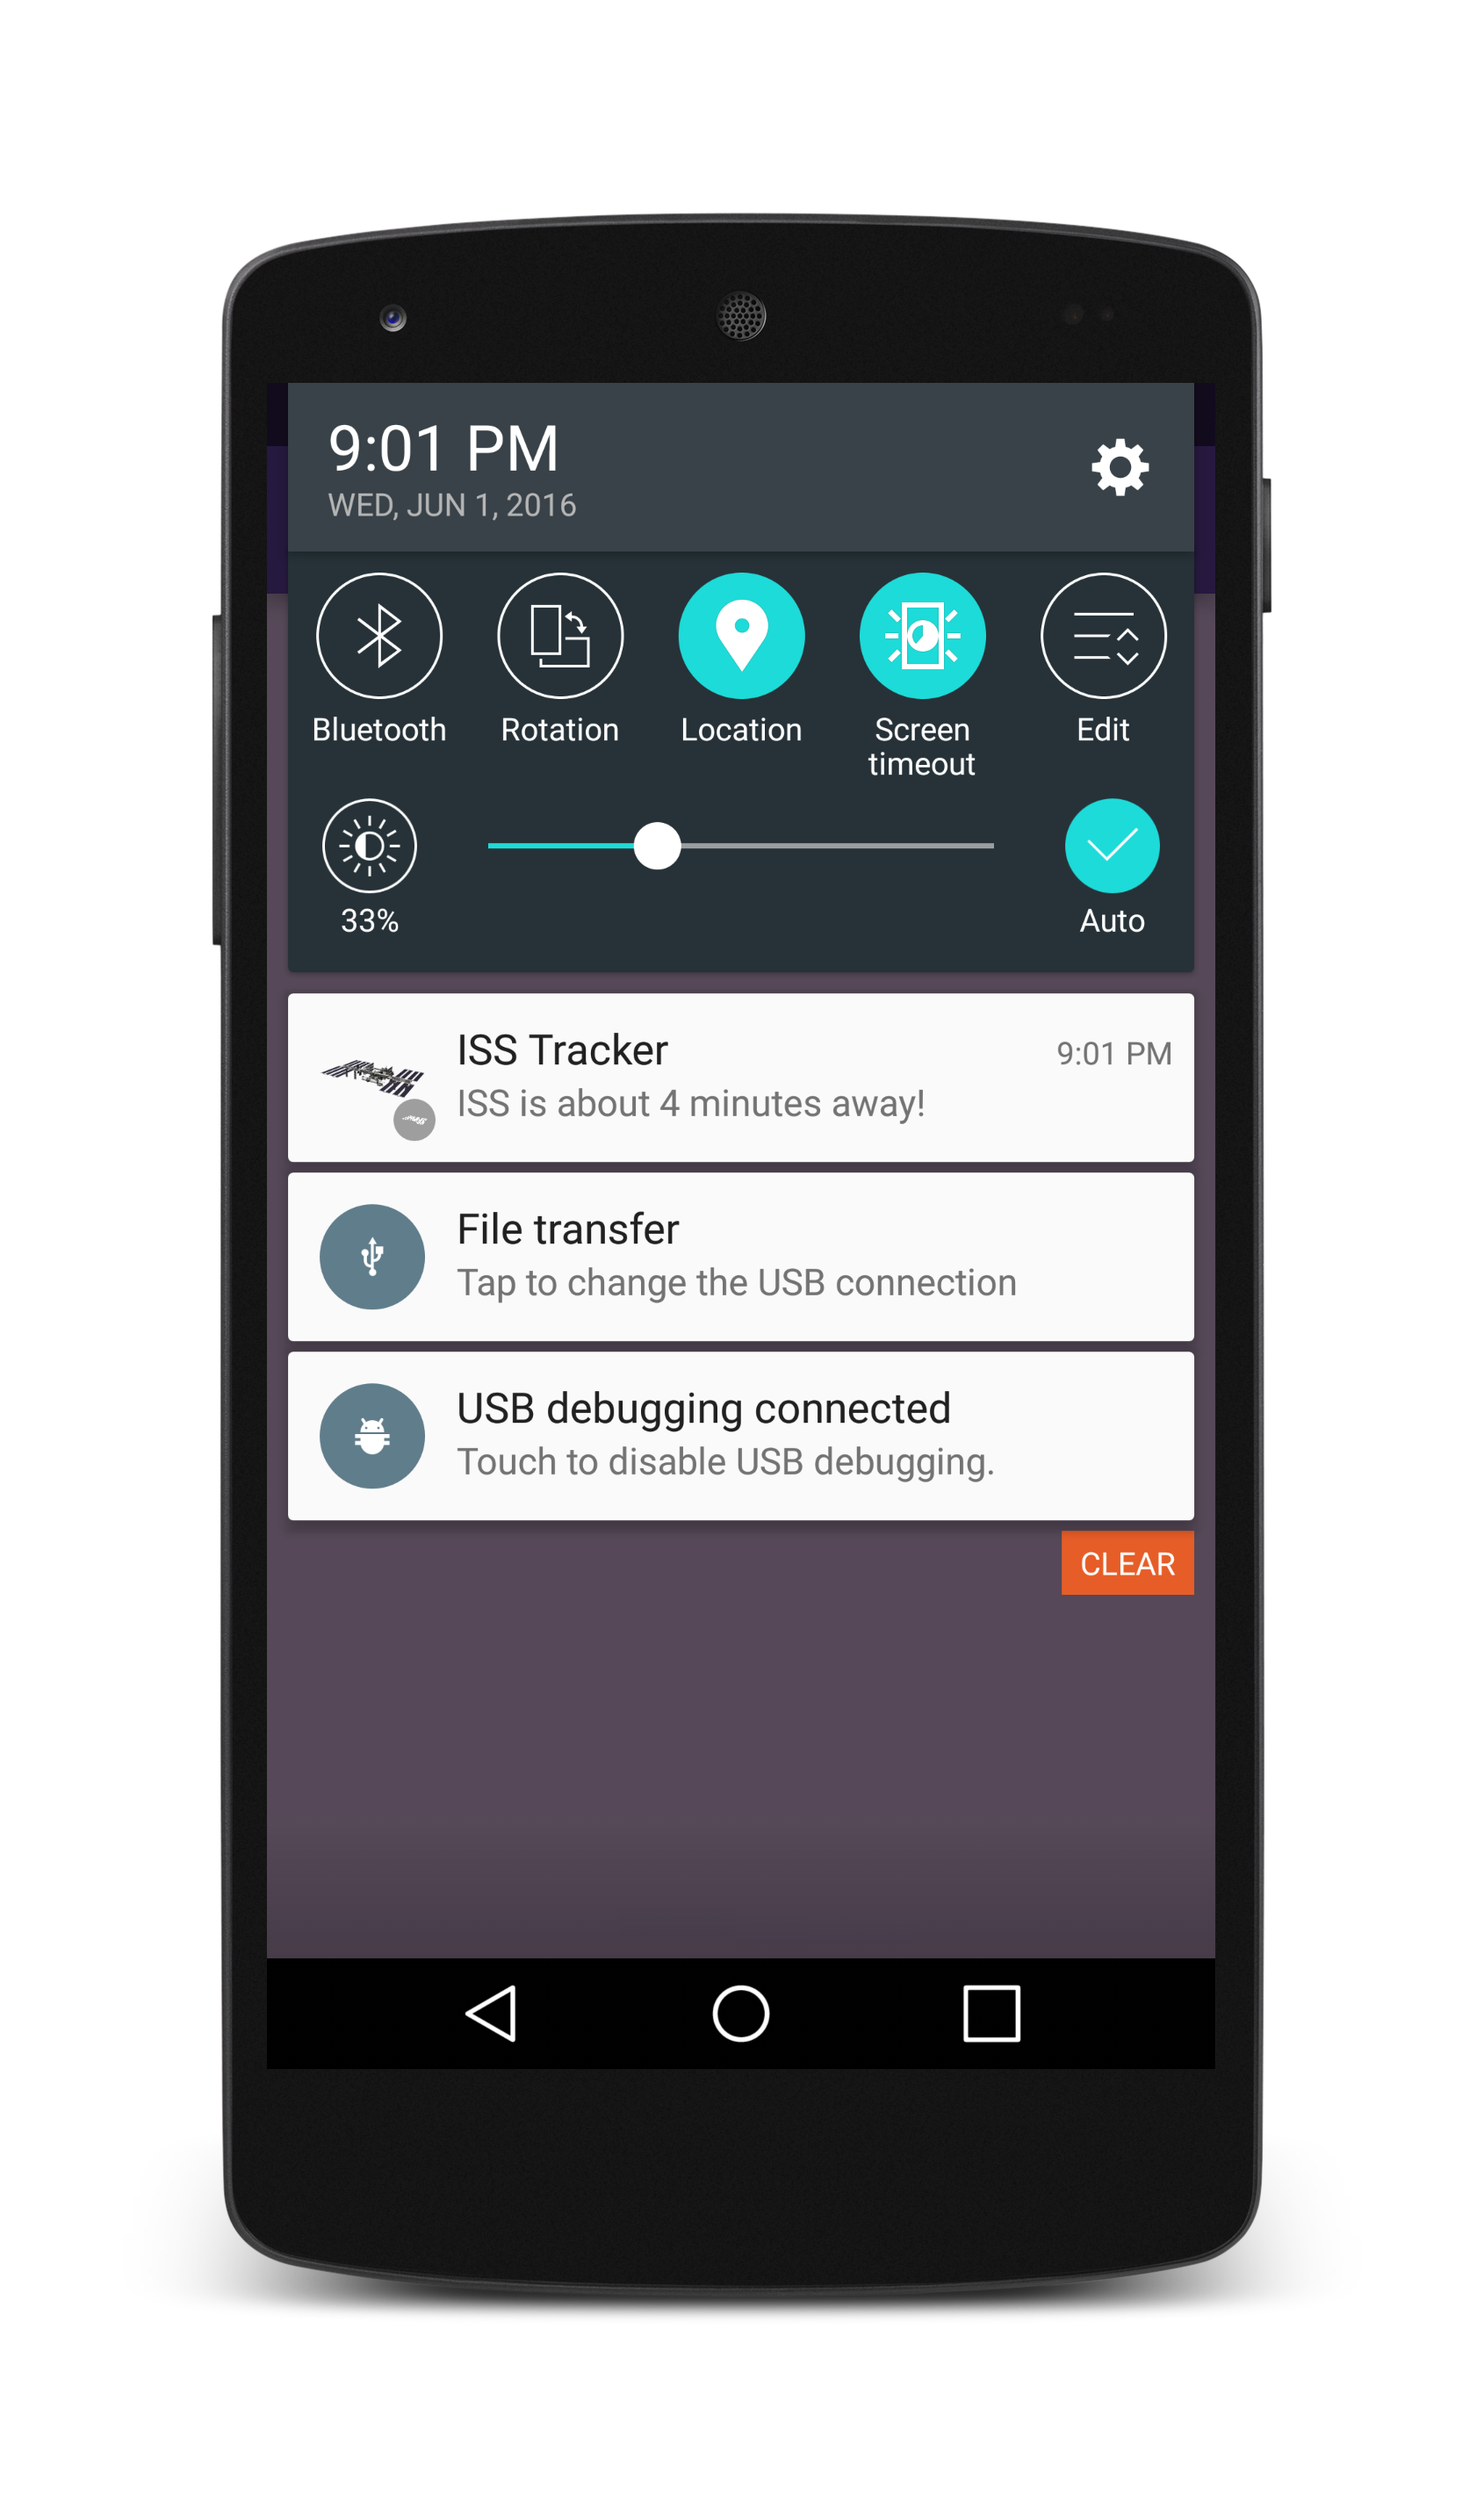 9:01 PM
WED, JUN 1, 2016
Bluetooth
Rotation
Location
Screen
timeout
Edit
33%
Auto
ISS Tracker
9:01 PM
ISS is about 4 minutes away!
File transfer
Tap to change the USB connection
USB debugging connected
Touch to disable USB debugging.
CLEAR